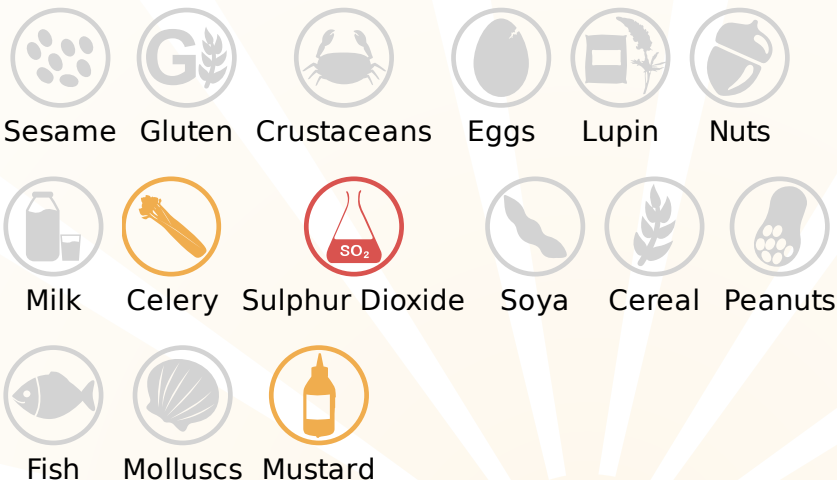 G
Sesame Gluten Crustaceans Eggs Lupin Nuts
SO₂
Milk Celery Sulphur Dioxide Soya Cereal Peanuts
Fish Molluscs Mustard